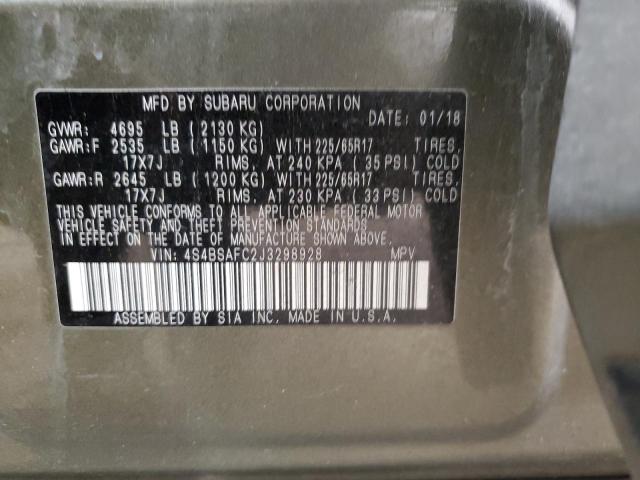 MFD BY SUBARU CORPORATION
DATE: 01/18
GVWR: 4695 LB (2130 KG)
GAWR:F 2535 LB (1150 KG) WITH 225/65R17 TIRES,
17X7J RIMS, AT 240 KPA (35 PSI) COLD
GAWR:R 2645 LB (1200 KG) WITH 225/65R17 TIRES,
17X7J RIMS, AT 230 KPA (33 PSI) COLD
THIS VEHICLE CONFORMS TO ALL APPLICABLE FEDERAL MOTOR
VEHICLE SAFETY AND THEFT PREVENTION STANDARDS
IN EFFECT ON THE DATE OF MANUFACTURE SHOWN ABOVE.
VIN: 4S4BSAFC2J3298928 MPV
ASSEMBLED BY SIA INC. MADE IN U.S.A.